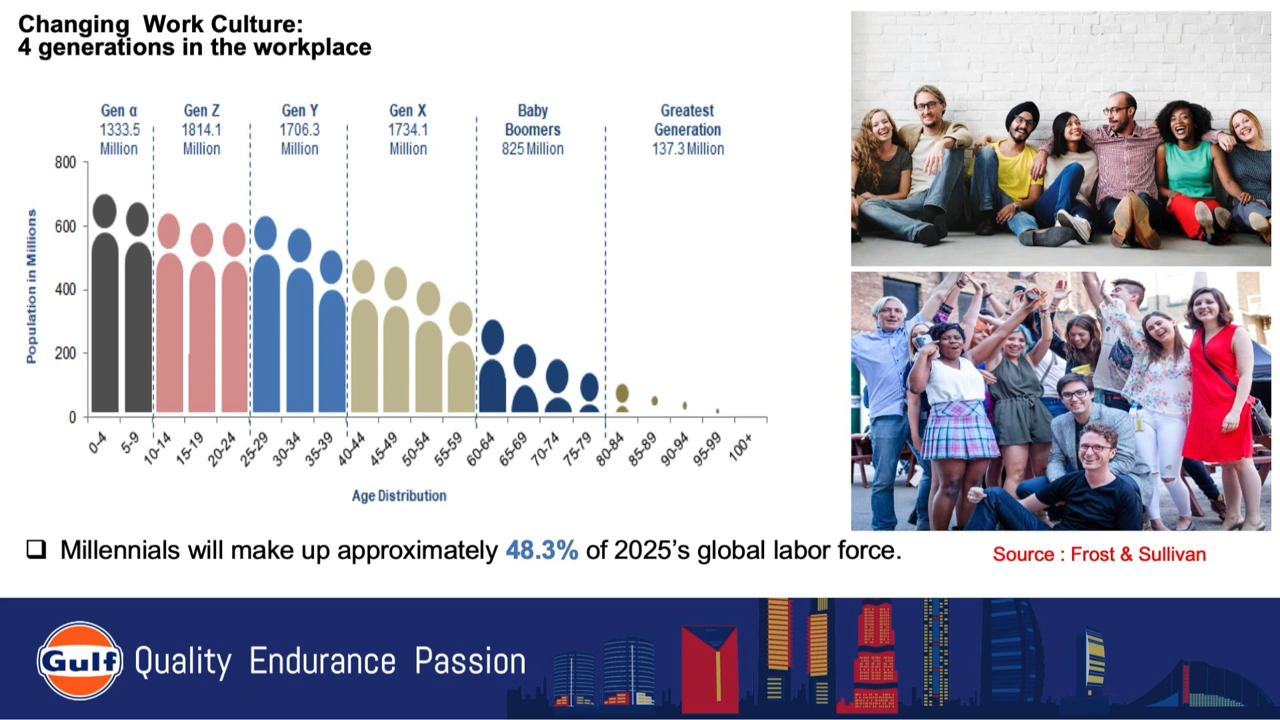 Changing Work Culture:
4 generations in the workplace
Gen α
1333.5
Million
Gen Z
1814.1
Million
Gen Y
1706.3
Million
Gen X
1734.1
Million
Baby
Boomers
825 Million
Greatest
Generation
137.3 Million
Population in Millions
800
600
400
200
0
0-4
5-9
10-14
15-19
20-24
25-29
30-34
35-39
40-44
45-49
50-54
55-59
60-64
65-69
70-74
75-79
80-84
85-89
90-94
95-99
100+
Age Distribution
❑ Millennials will make up approximately 48.3% of 2025’s global labor force.
Source : Frost & Sullivan
Gulf
Quality Endurance Passion